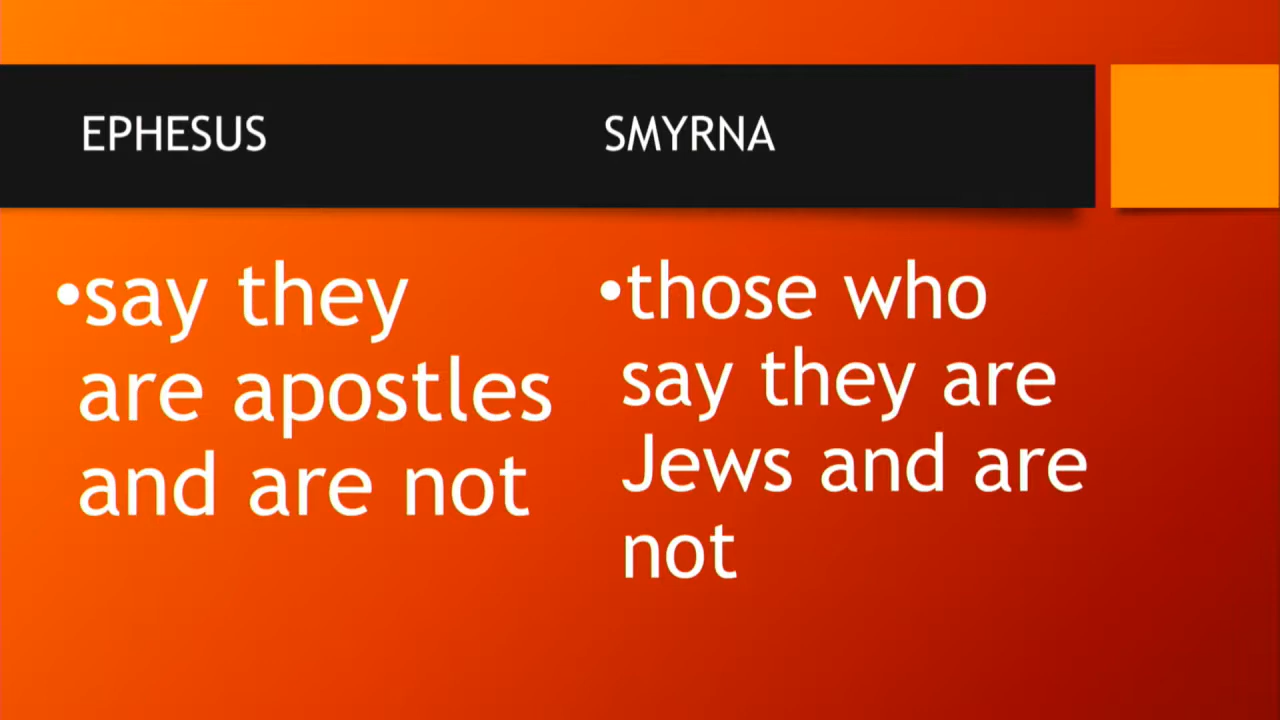 EPHESUS
SMYRNA
•say they
are apostles
and are not
•those who
say they are
Jews and are
not